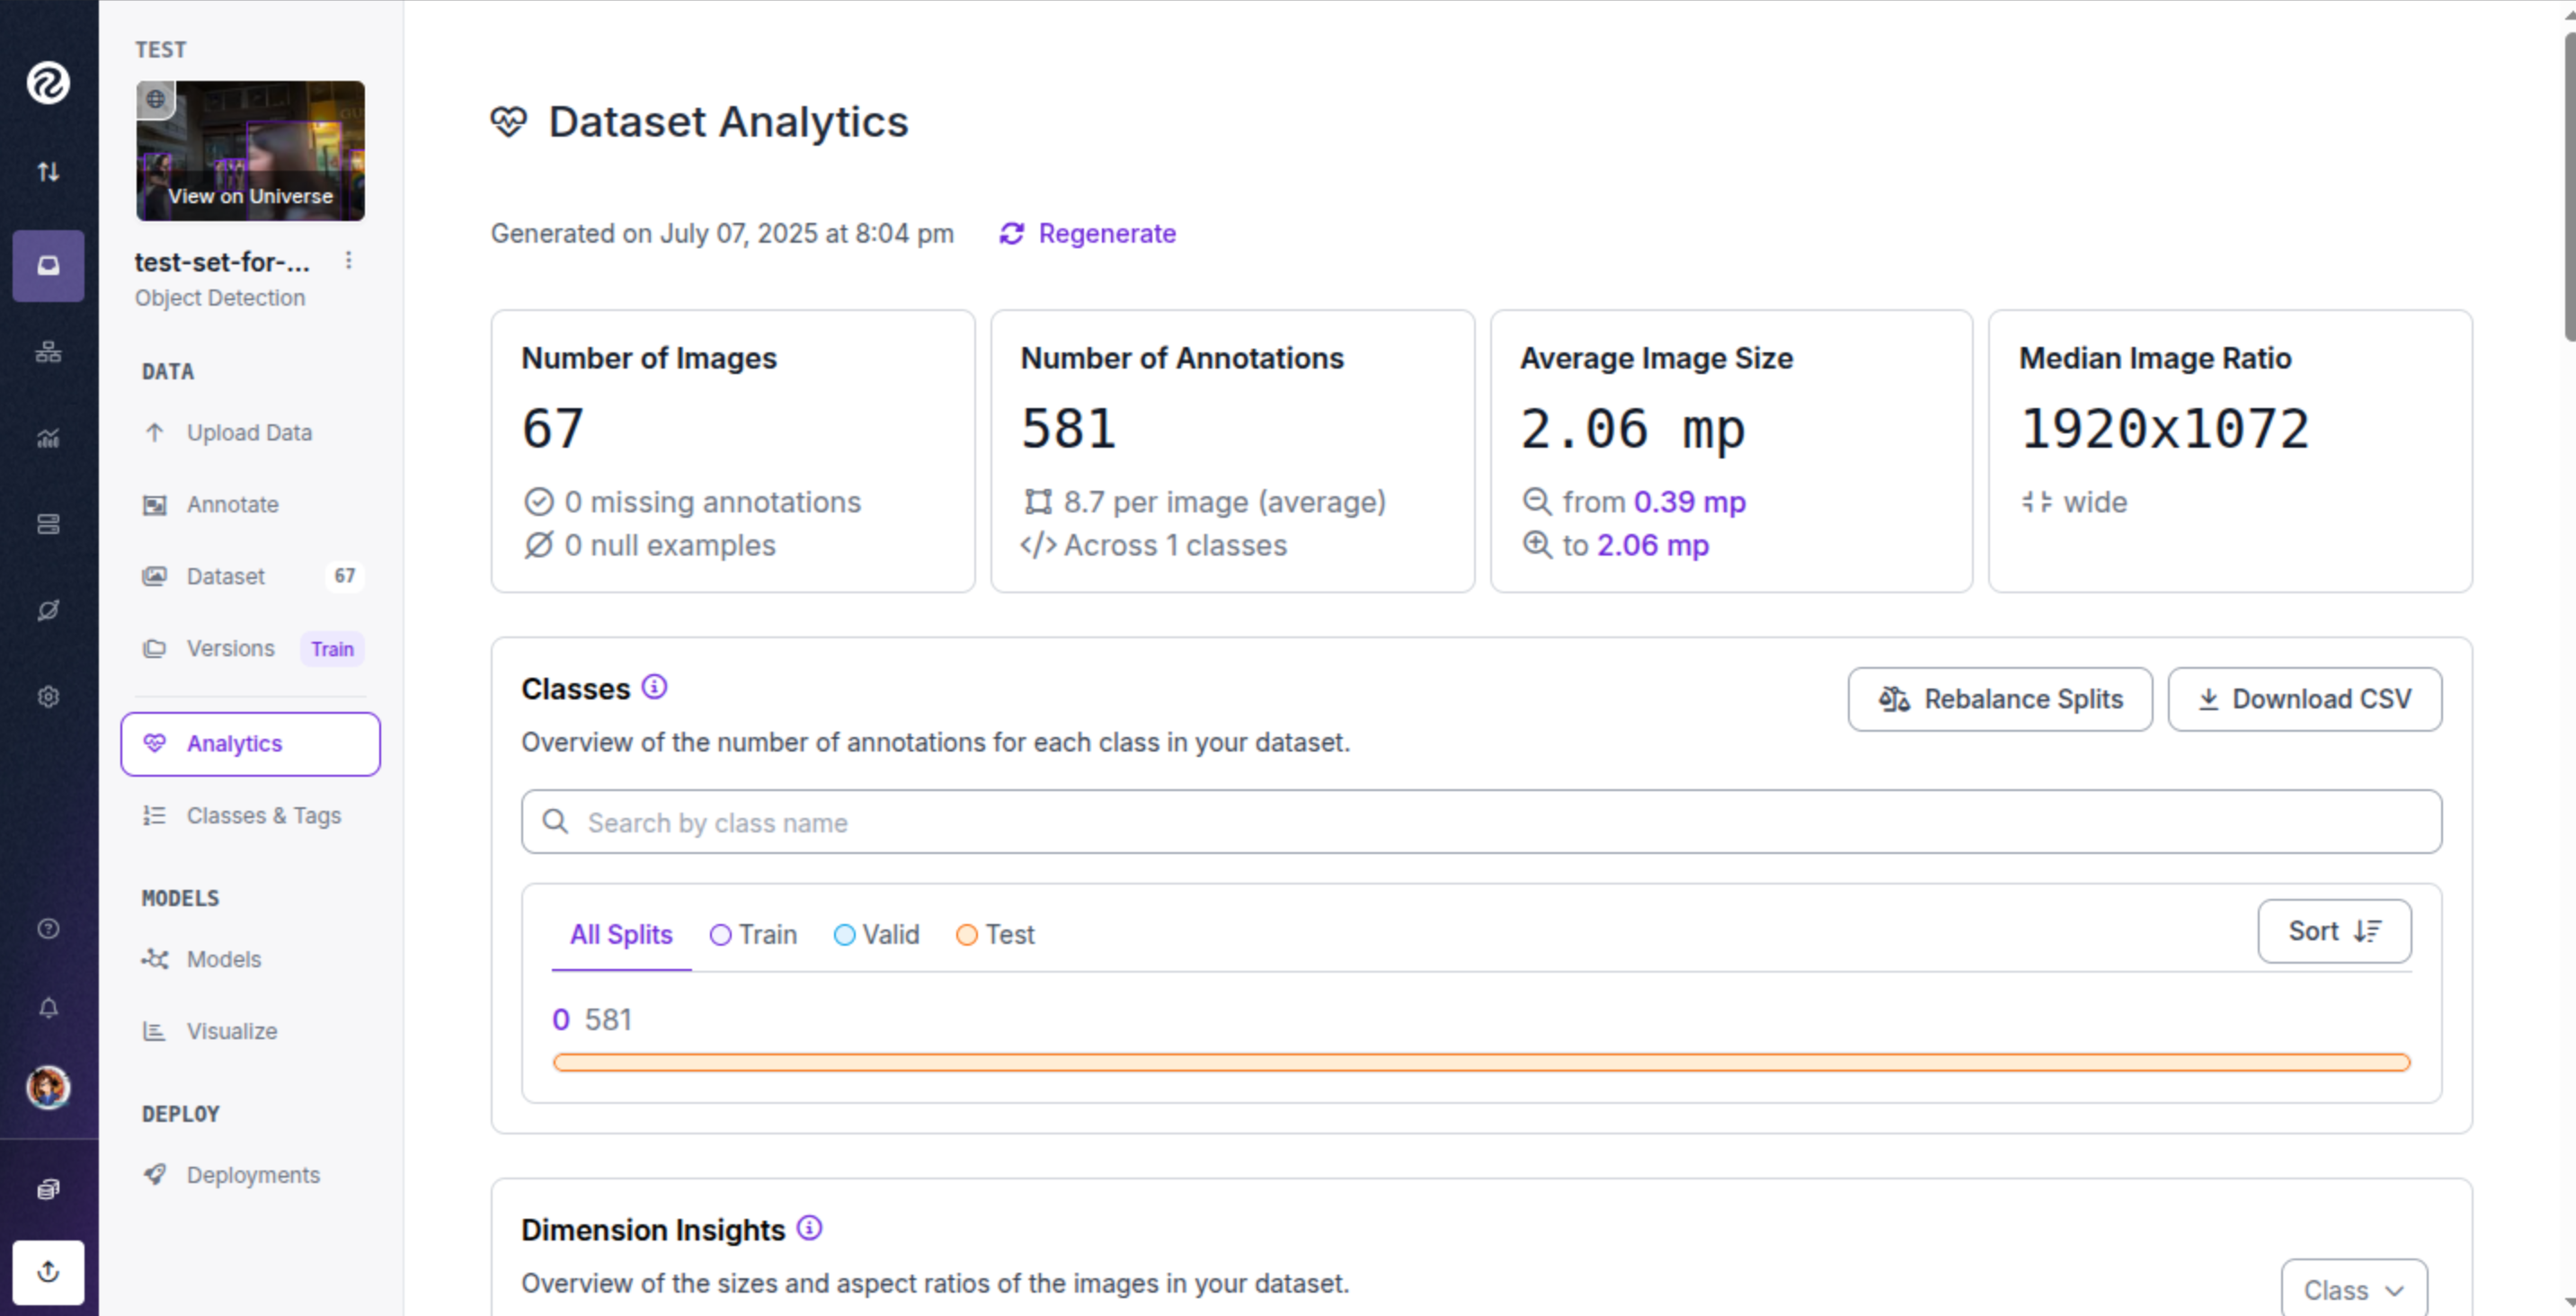 TEST
View on Universe
test-set-for-...
Object Detection
DATA
Upload Data
Annotate
Dataset 67
Versions Train
Analytics
Classes & Tags
MODELS
Models
Visualize
DEPLOY
Deployments
Dataset Analytics
Generated on July 07, 2025 at 8:04 pm Regenerate
Number of Images
67
0 missing annotations
0 null examples
Number of Annotations
581
8.7 per image (average)
</> Across 1 classes
Average Image Size
2.06 mp
from 0.39 mp
to 2.06 mp
Median Image Ratio
1920x1072
wide
Classes
Rebalance Splits Download CSV
Overview of the number of annotations for each class in your dataset.
Search by class name
All Splits Train Valid Test Sort
0 581
Dimension Insights
Overview of the sizes and aspect ratios of the images in your dataset.
Class